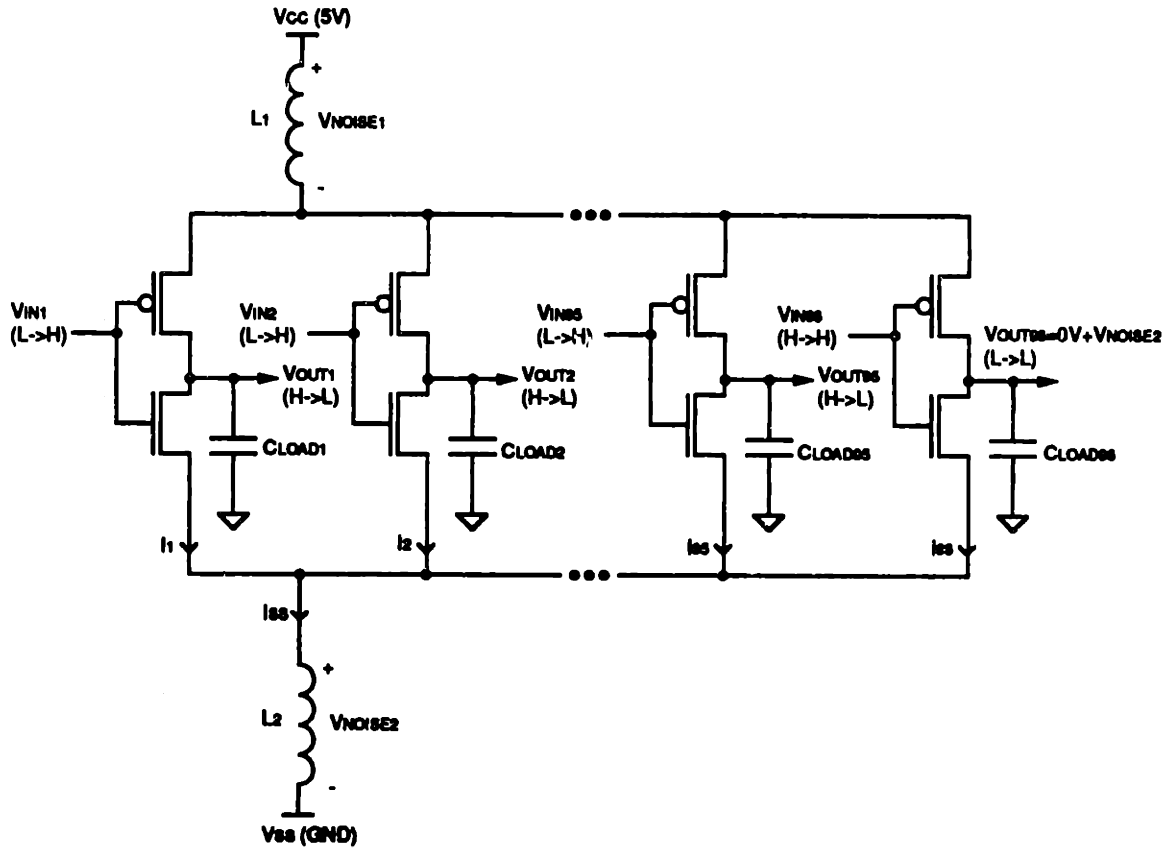 Vcc (5V)
+
L1
VNOISE1
-
VIN1
(L->H)
VIN2
(L->H)
VIN95
(L->H)
VIN96
(H->H)
VOUT96=0V+VNOISE2
(L->L)
VOUT1
(H->L)
VOUT2
(H->L)
VOUT95
(H->L)
CLOAD1
CLOAD2
CLOAD95
CLOAD96
I1
I2
I95
ISS
+
L2
VNOISE2
-
Vss (GND)